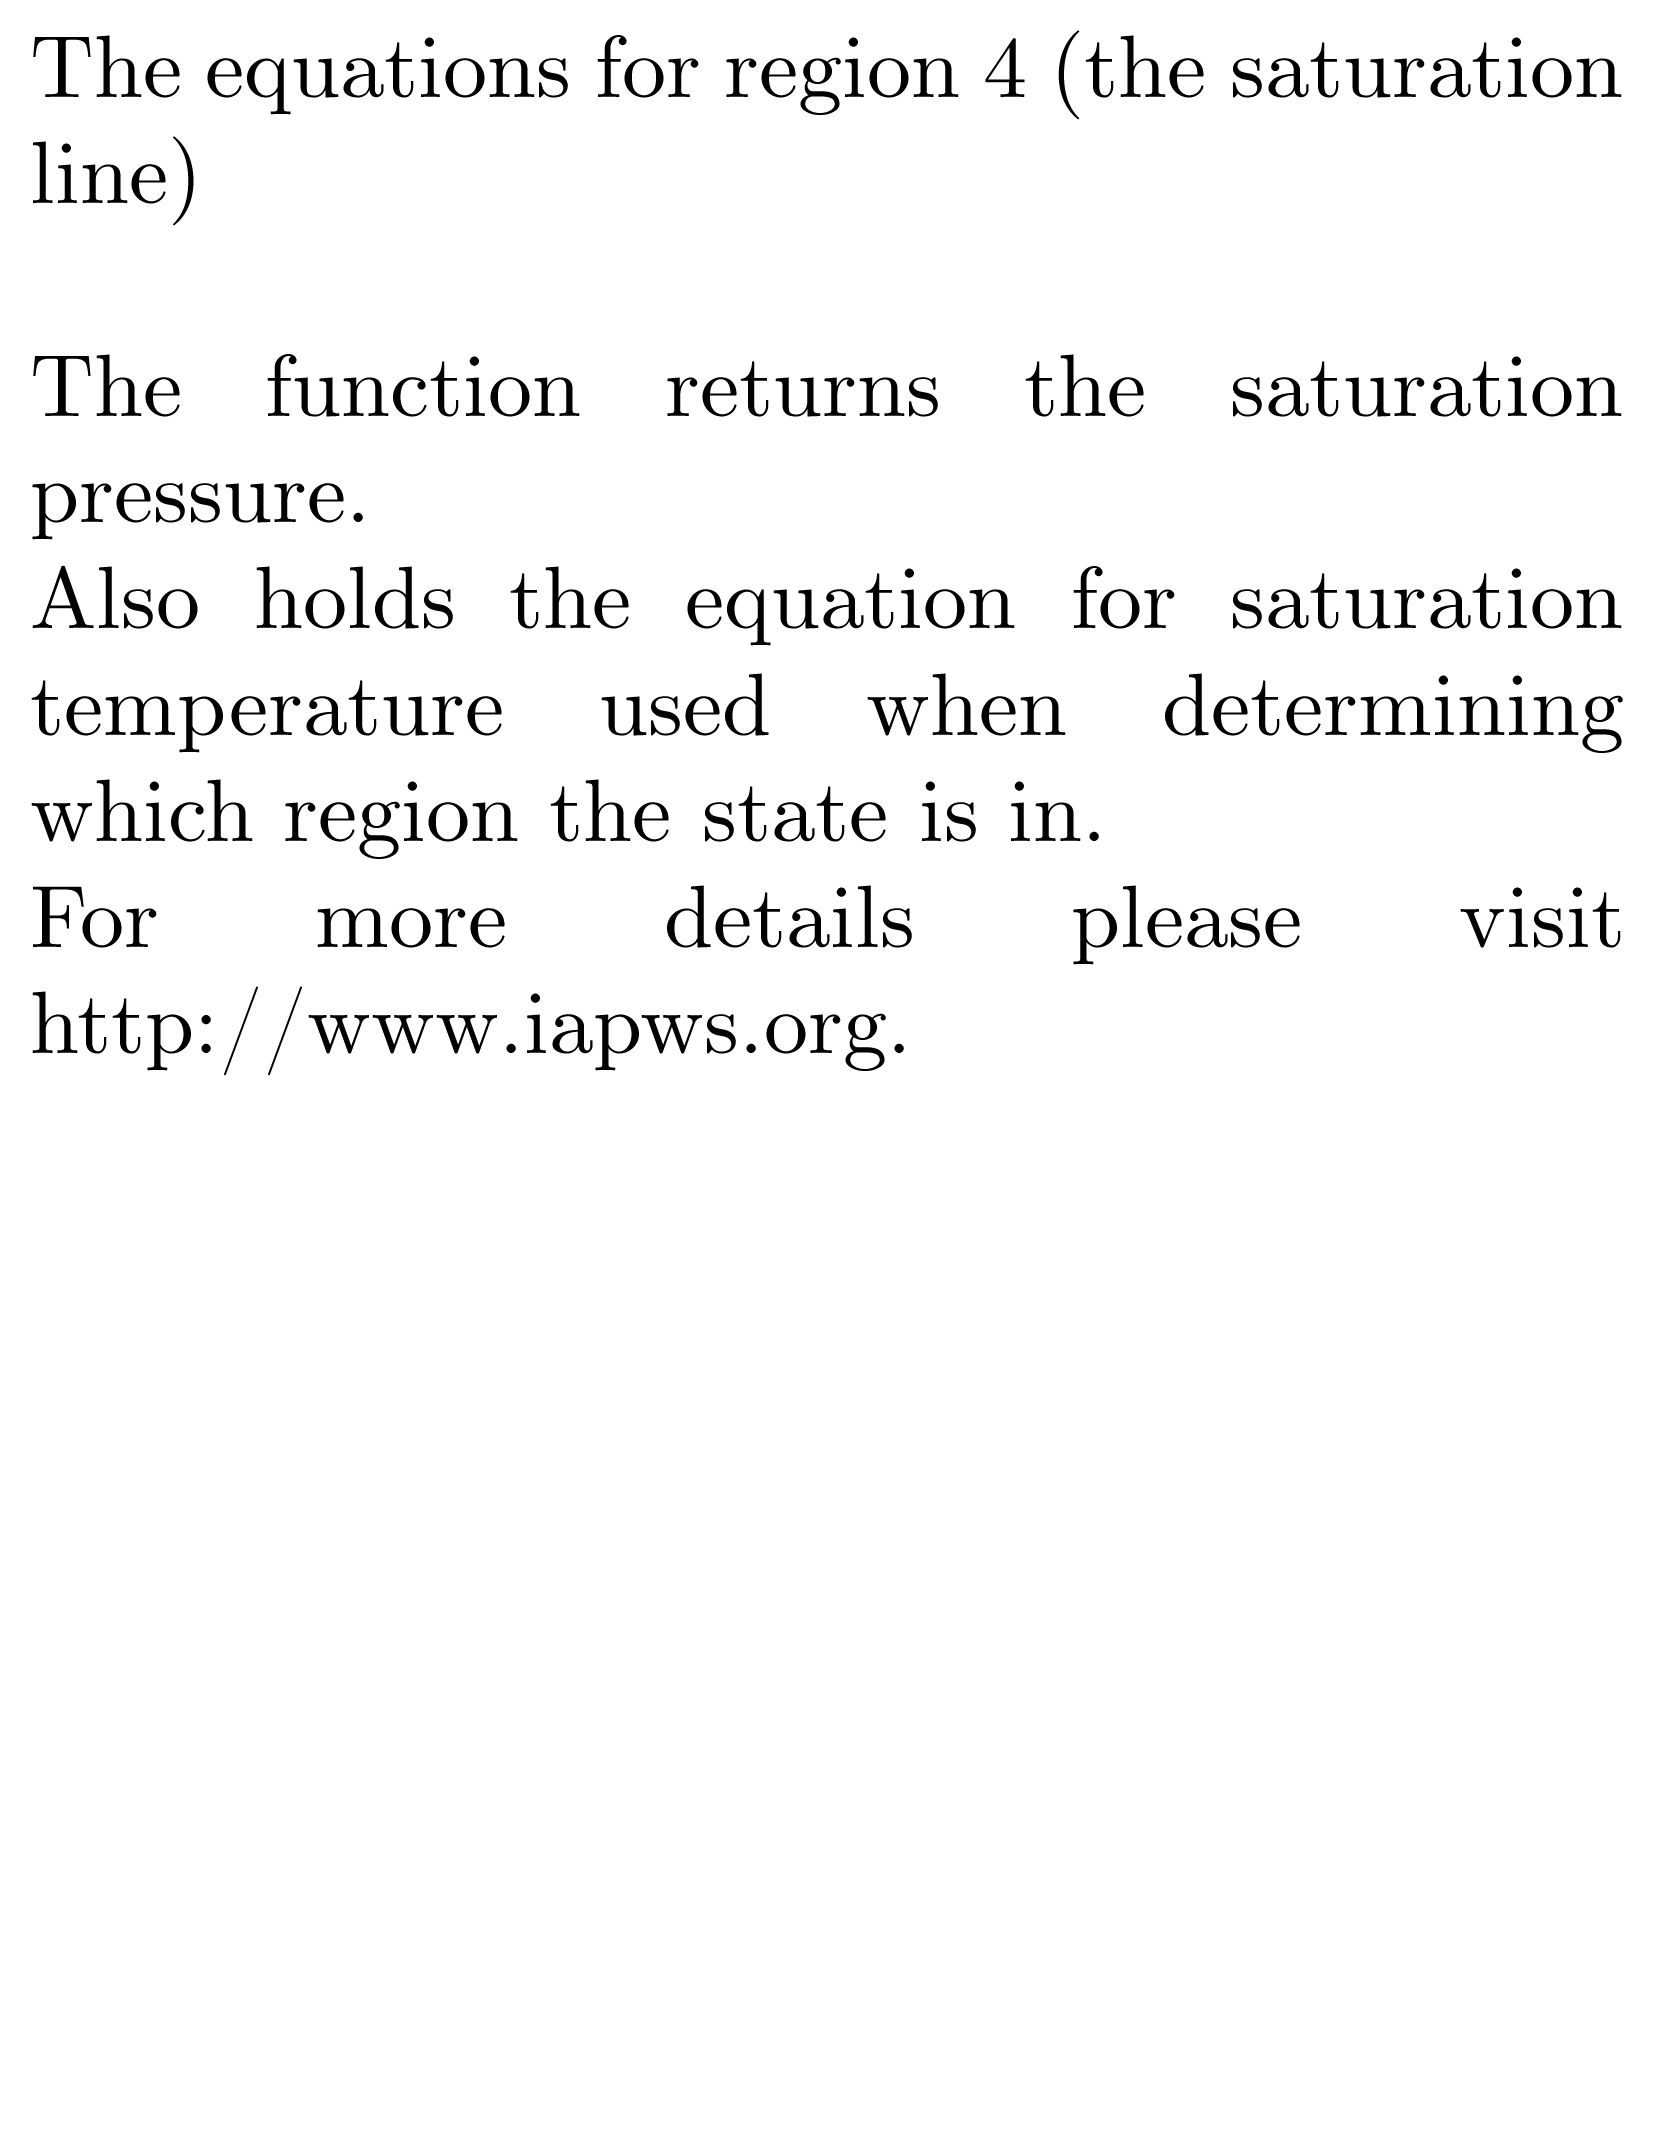 The equations for region 4 (the saturation
line)
The function returns the saturation
pressure.
Also holds the equation for saturation
temperature used when determining
which region the state is in.
For more details please visit
http://www.iapws.org.